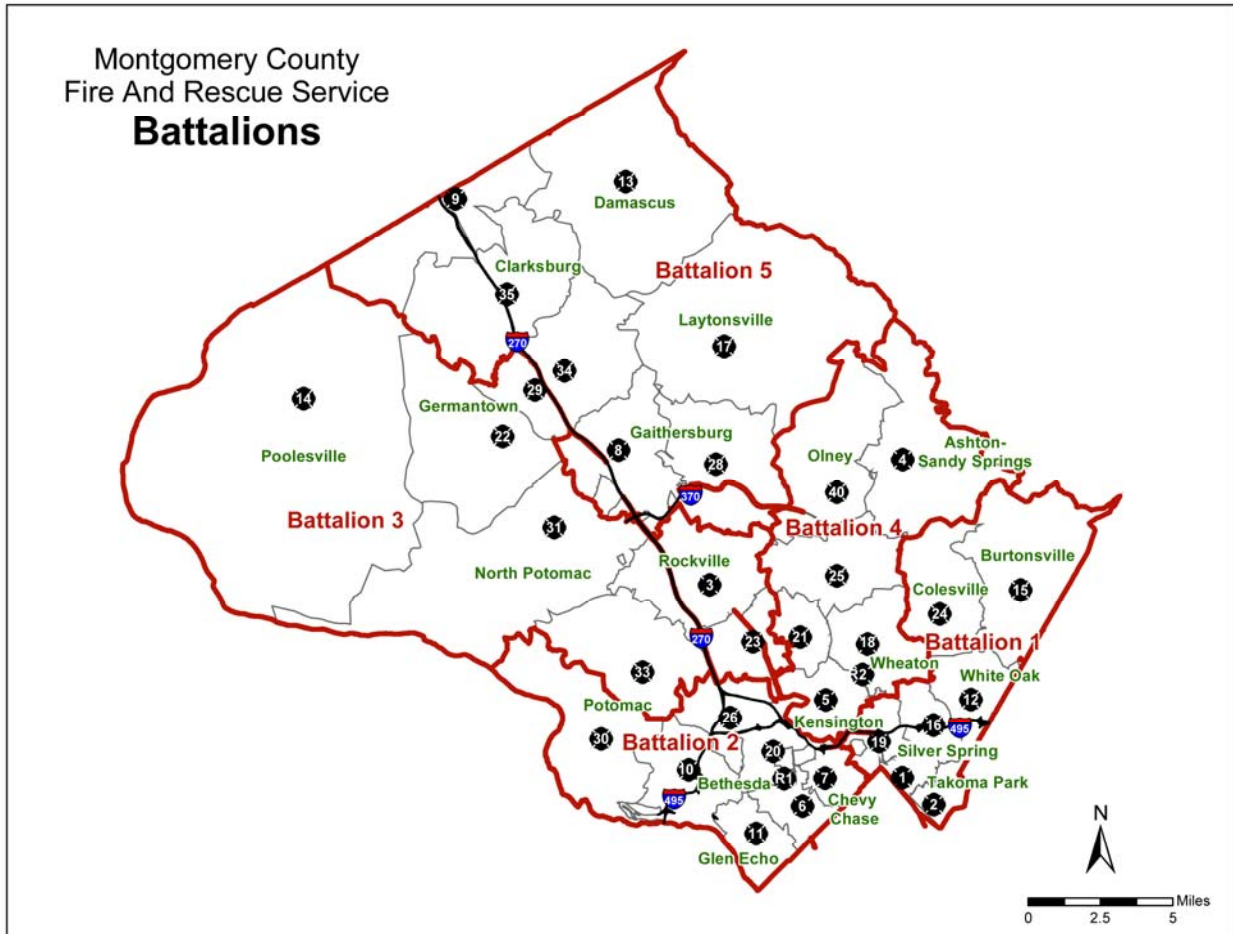 Montgomery County
Fire And Rescue Service
Battalions
13
Damascus
9
Clarksburg
Battalion 5
35
Laytonsville
17
270
34
29
14
Germantown
22
Gaithersburg
8
28
Poolesville
Olney
4
Ashton-
Sandy Springs
40
370
Battalion 3
31
Battalion 4
Burtonsville
Rockville
North Potomac
3
25
Colesville
15
24
270
23
21
18
Battalion 1
33
Wheaton
R2
White Oak
Potomac
5
12
26
Kensington
16
495
30
Battalion 2
20
19
Silver Spring
10
Bethesda
R1
7
1
Takoma Park
495
6
Chevy
Chase
2
11
Glen Echo
N
Miles
0 2.5 5